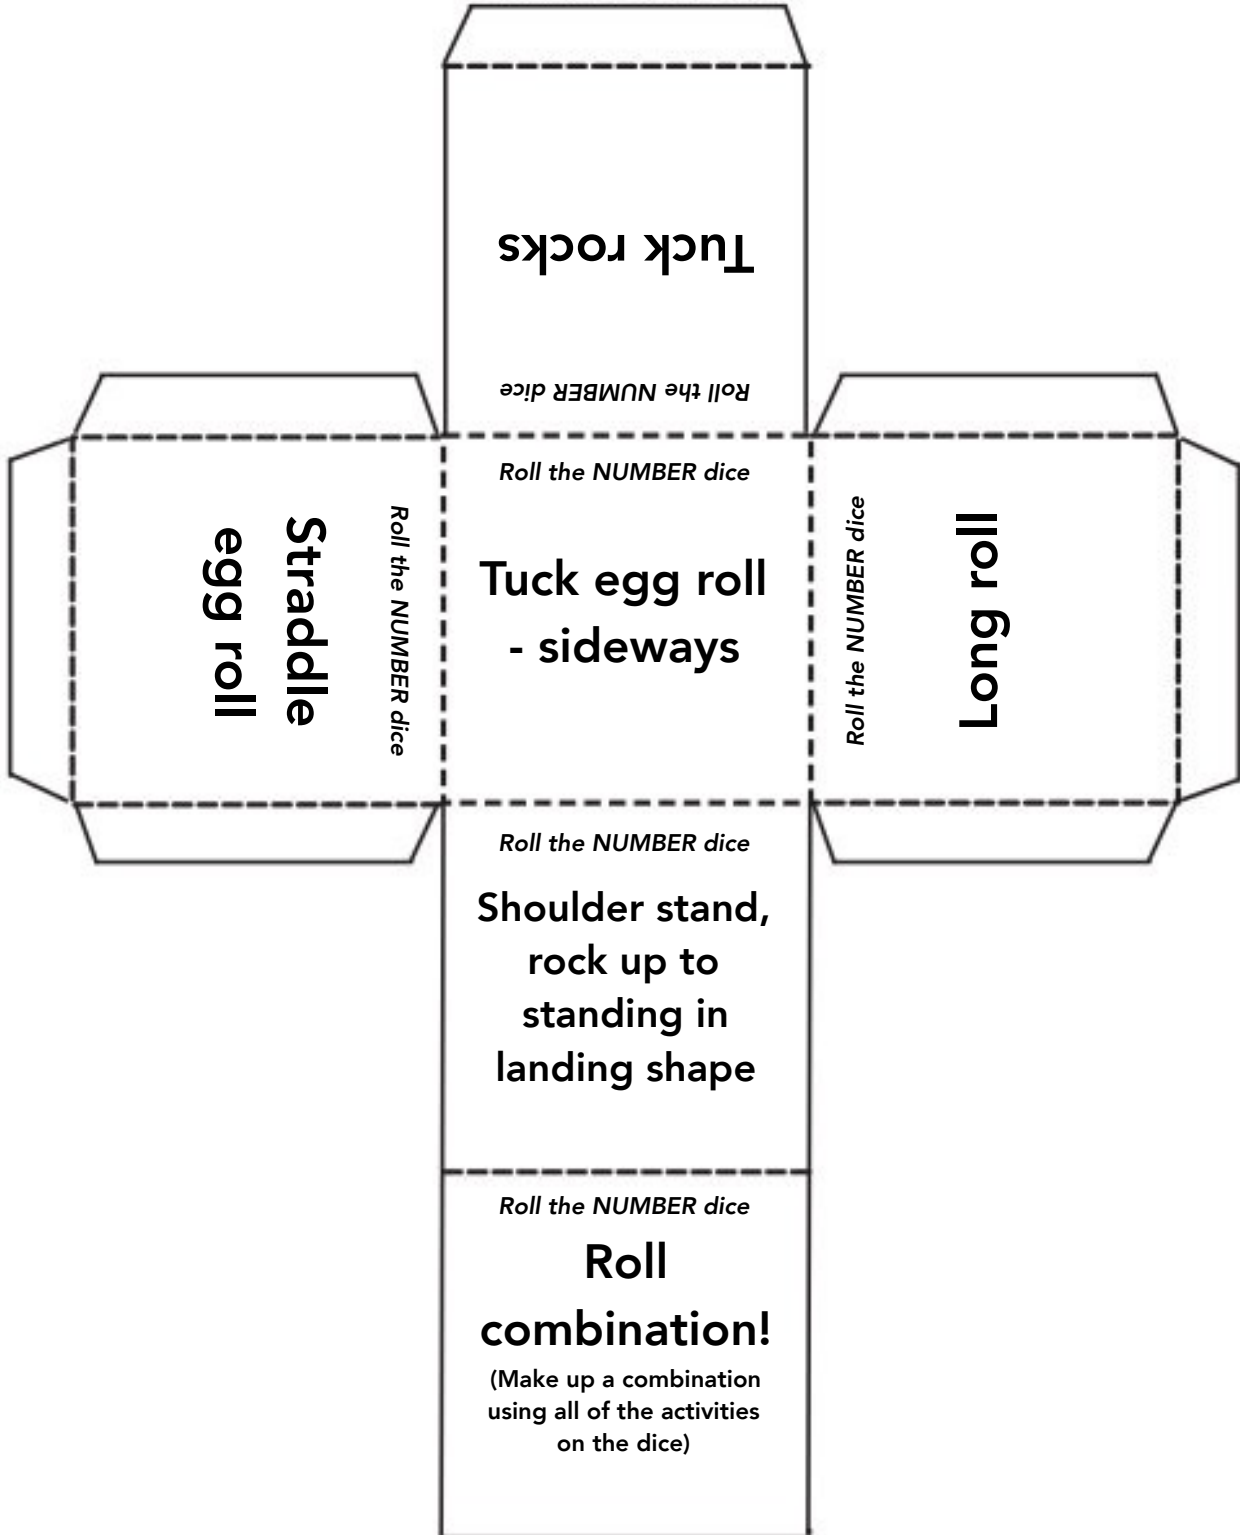 Tuck rocks
Roll the NUMBER dice
Roll the NUMBER dice
Straddle
egg roll
Roll the NUMBER dice
Tuck egg roll
- sideways
Roll the NUMBER dice
Long roll
Roll the NUMBER dice
Shoulder stand,
rock up to
standing in
landing shape
Roll the NUMBER dice
Roll
combination!
(Make up a combination
using all of the activities
on the dice)